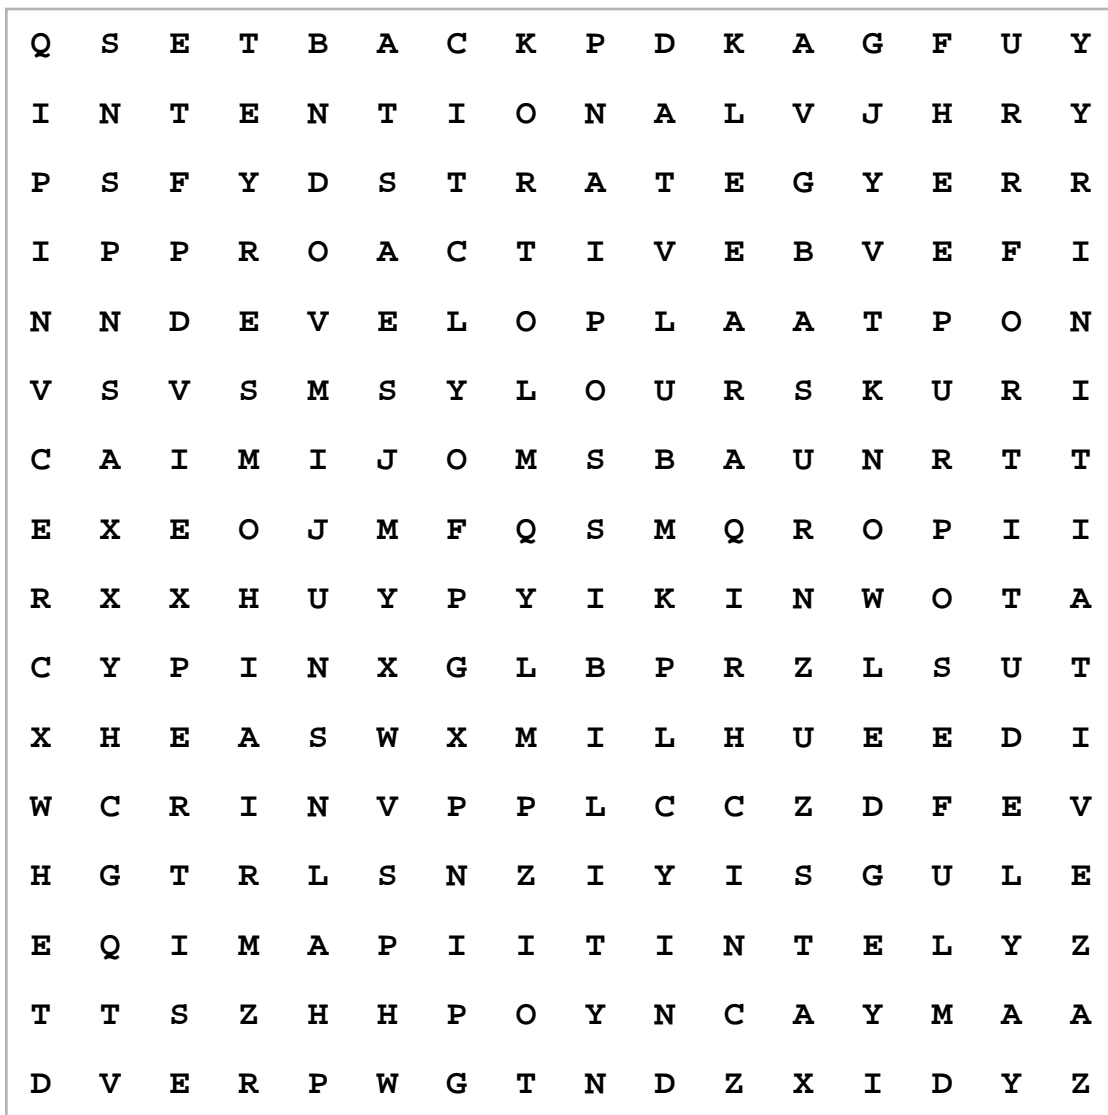 Q S E T B A C K P D K A G F U Y
I N T E N T I O N A L V J H R Y
P S F Y D S T R A T E G Y E R R
I P P R O A C T I V E B V E F I
N N D E V E L O P L A A T P O N
V S V S M S Y L O U R S K U R I
C A I M I J O M S B A U N R T T
E X E O J M F Q S M Q R O P I I
R X X H U Y P Y I K I N W O T A
C Y P I N X G L B P R Z L S U T
X H E A S W X M I L H U E E D I
W C R I N V P P L C C Z D F E V
H G T R L S N Z I Y I S G U L E
E Q I M A P I I T I N T E L Y Z
T T S Z H H P O Y N C A Y M A A
D V E R P W G T N D Z X I D Y Z